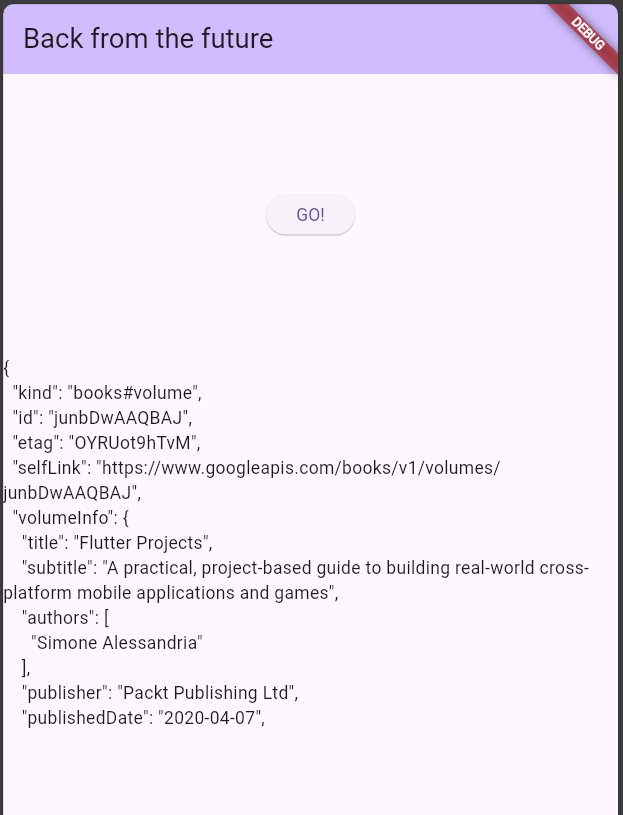 Back from the future
DEBUG
GO!
{
"kind": "books#volume",
"id": "junbDwAAQBAJ",
"etag": "OYRUot9hTvM",
"selfLink": "https://www.googleapis.com/books/v1/volumes/
junbDwAAQBAJ",
"volumeInfo": {
"title": "Flutter Projects",
"subtitle": "A practical, project-based guide to building real-world cross-
platform mobile applications and games",
"authors": [
"Simone Alessandria"
],
"publisher": "Packt Publishing Ltd",
"publishedDate": "2020-04-07",